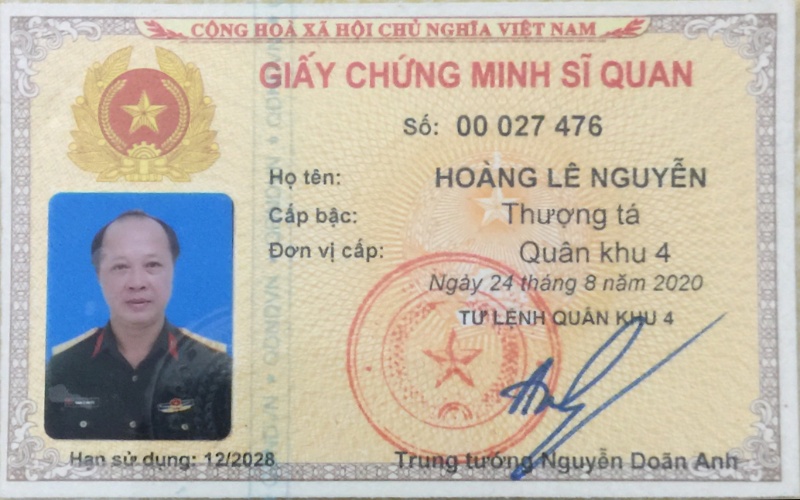 CỘNG HOÀ XÃ HỘI CHỦ NGHĨA VIỆT NAM
GIẤY CHỨNG MINH SĨ QUAN
Số: 00 027 476
Họ tên: HOÀNG LÊ NGUYỄN
Cấp bậc: Thượng tá
Đơn vị cấp: Quân khu 4
Ngày 24 tháng 8 năm 2020
TƯ LỆNH QUÂN KHU 4
Hạn sử dụng: 12/2028
Trung tướng Nguyễn Doãn Anh